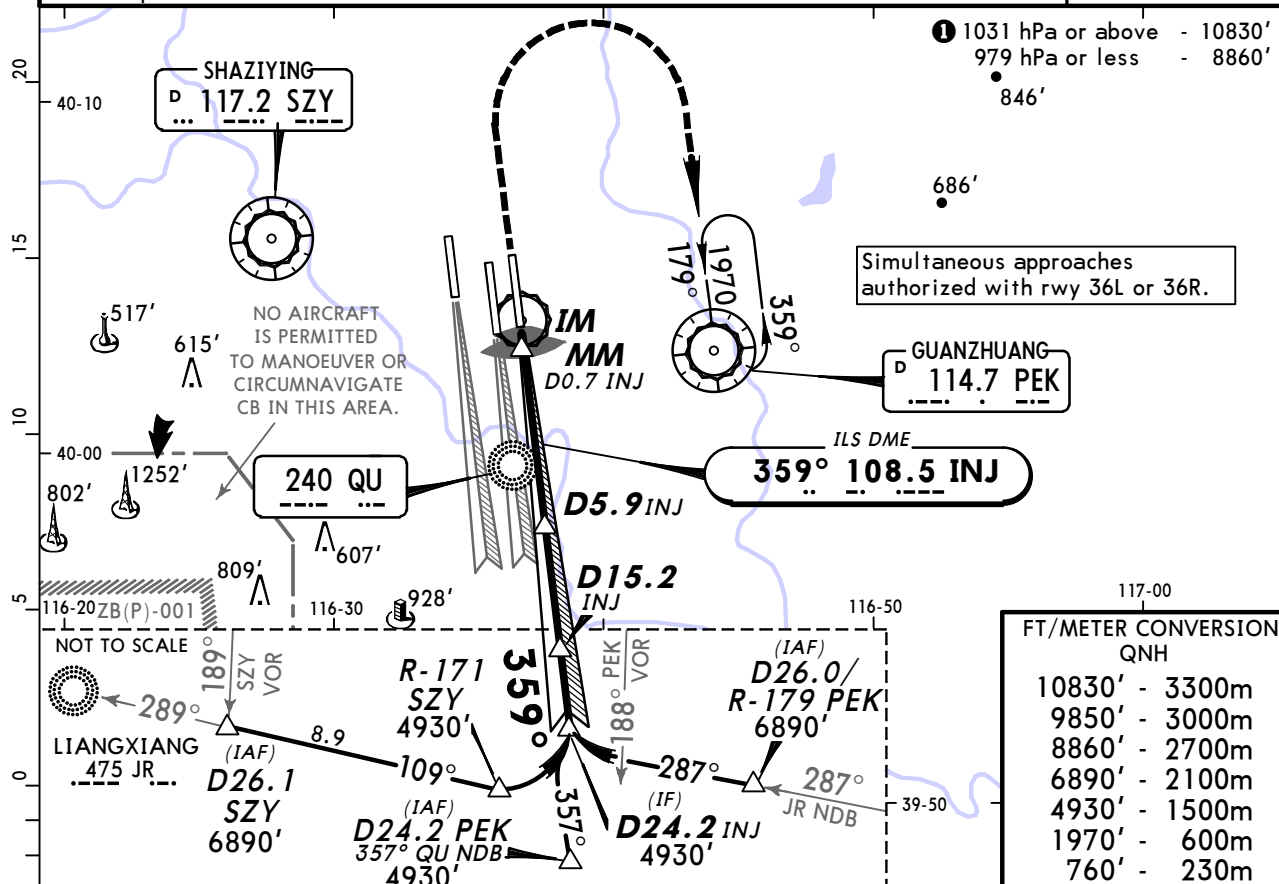 ❶ 1031 hPa or above - 10830'
979 hPa or less - 8860'
846'
20
40-10
SHAZIYING
D 117.2 SZY
686'
15
179°
1970
359°
Simultaneous approaches
authorized with rwy 36L or 36R.
517'
615'
NO AIRCRAFT
IS PERMITTED
TO MANOEUVER OR
CIRCUMNAVIGATE
CB IN THIS AREA.
IM
MM
D0.7 INJ
GUANZHUANG
D 114.7 PEK
10
40-00
1252'
802'
240 QU
ILS DME
359° 108.5 INJ
D5.9 INJ
607'
809'
928'
D15.2
INJ
5
116-20
ZB(P)-001
116-30
116-50
117-00
NOT TO SCALE
189°
SZY
VOR
289°
LIANGXIANG
475 JR
(IAF)
D26.1
SZY
6890'
8.9
109°
R-171
SZY
4930'
359°
188° PEK
VOR
(IAF)
D26.0/
R-179 PEK
6890'
287°
287°
JR NDB
39-50
0
(IAF)
D24.2 PEK
357° QU NDB
4930'
357°
(IF)
D24.2 INJ
4930'
FT/METER CONVERSION
QNH
10830' - 3300m
9850' - 3000m
8860' - 2700m
6890' - 2100m
4930' - 1500m
1970' - 600m
760' - 230m